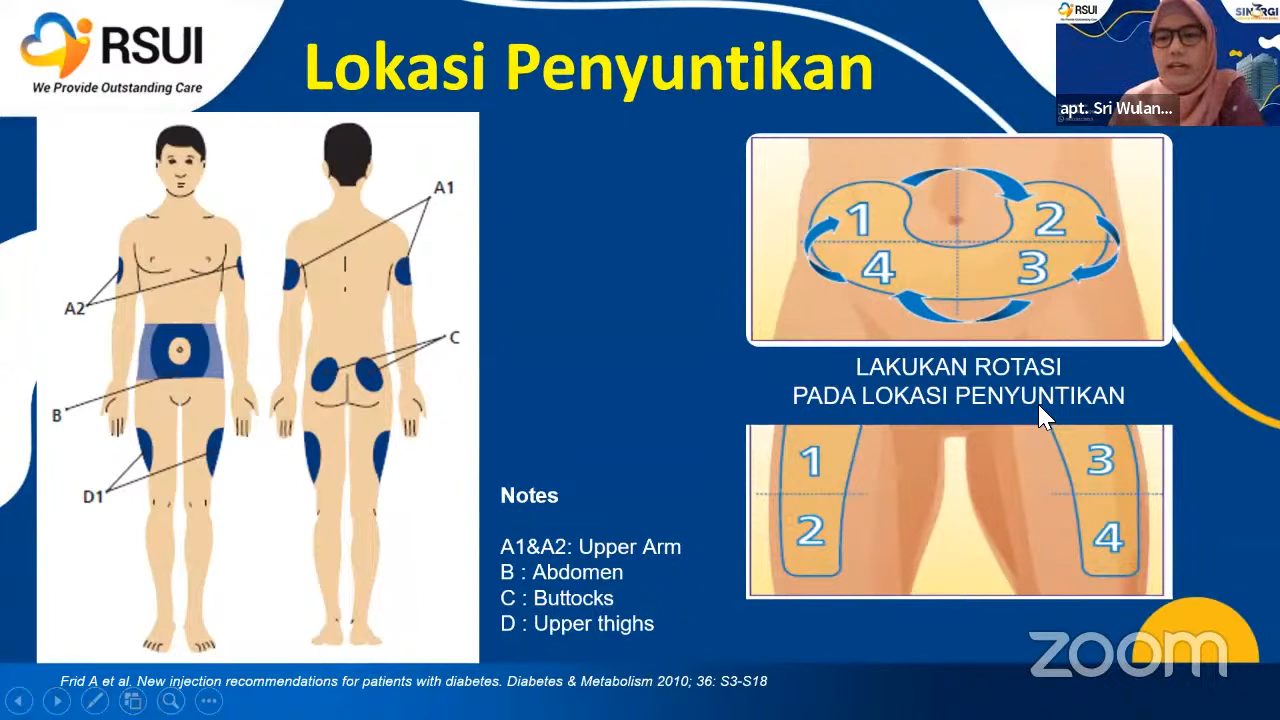 RSUI
We Provide Outstanding Care
Lokasi Penyuntikan
RSUI
SINERGI
apt. Sri Wulan...
A1
A2
B
C
D1
1
2
4
3
LAKUKAN ROTASI
PADA LOKASI PENYUNTIKAN
1
3
2
4
Notes
A1&A2: Upper Arm
B : Abdomen
C : Buttocks
D : Upper thighs
zoom
Frid A et al. New injection recommendations for patients with diabetes. Diabetes & Metabolism 2010; 36: S3-S18